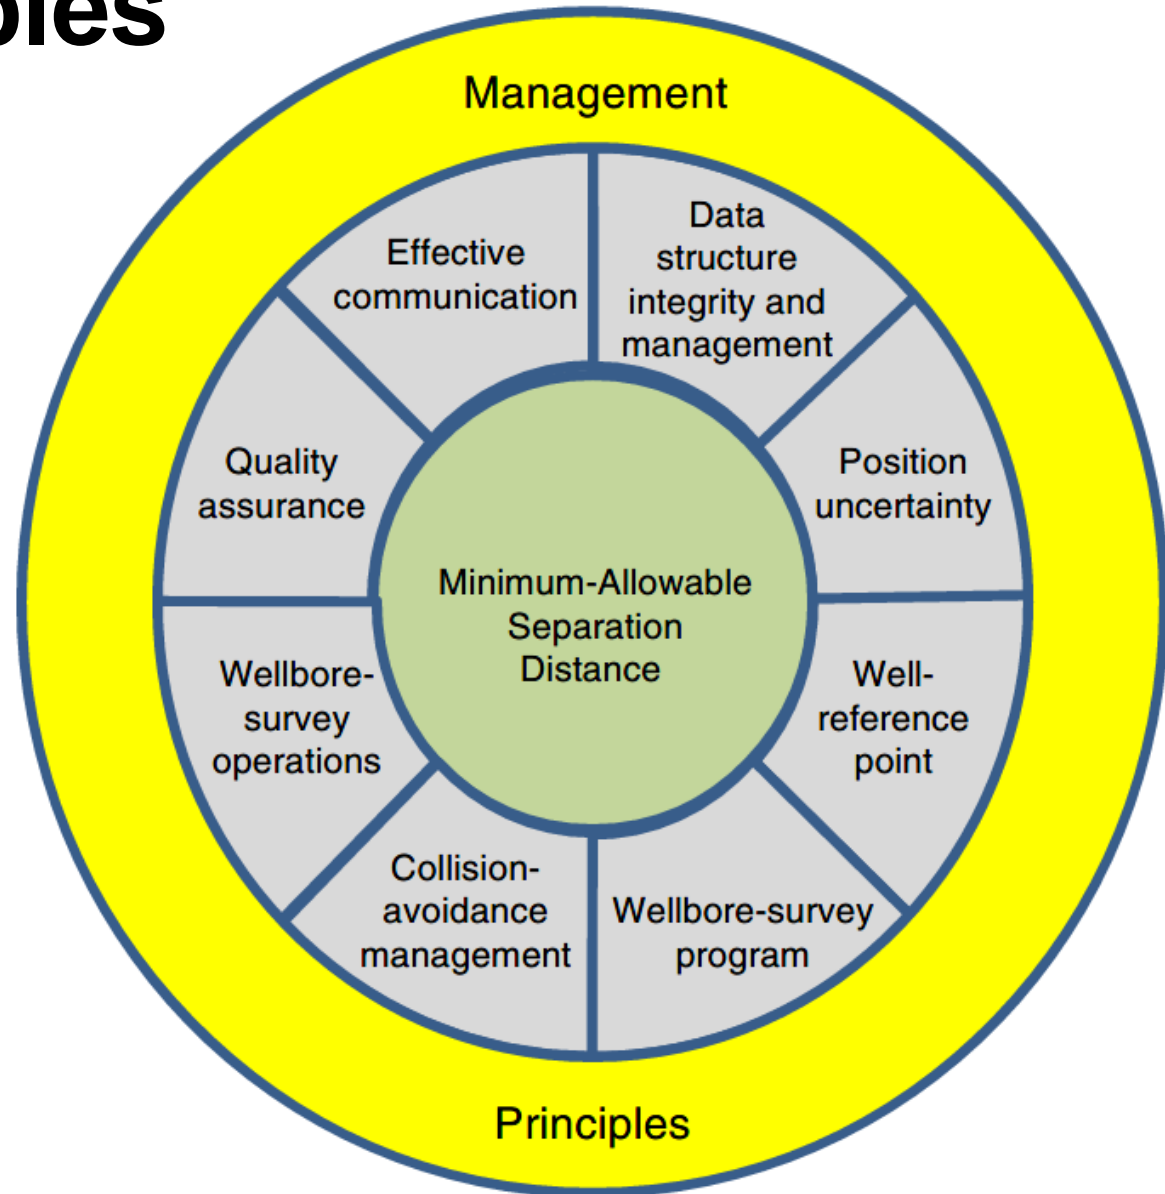 Management
Data
structure
integrity and
management
Position
uncertainty
Well-
reference
point
Wellbore-survey
program
Collision-
avoidance
management
Wellbore-
survey
operations
Quality
assurance
Effective
communication
Minimum-Allowable
Separation
Distance
Principles